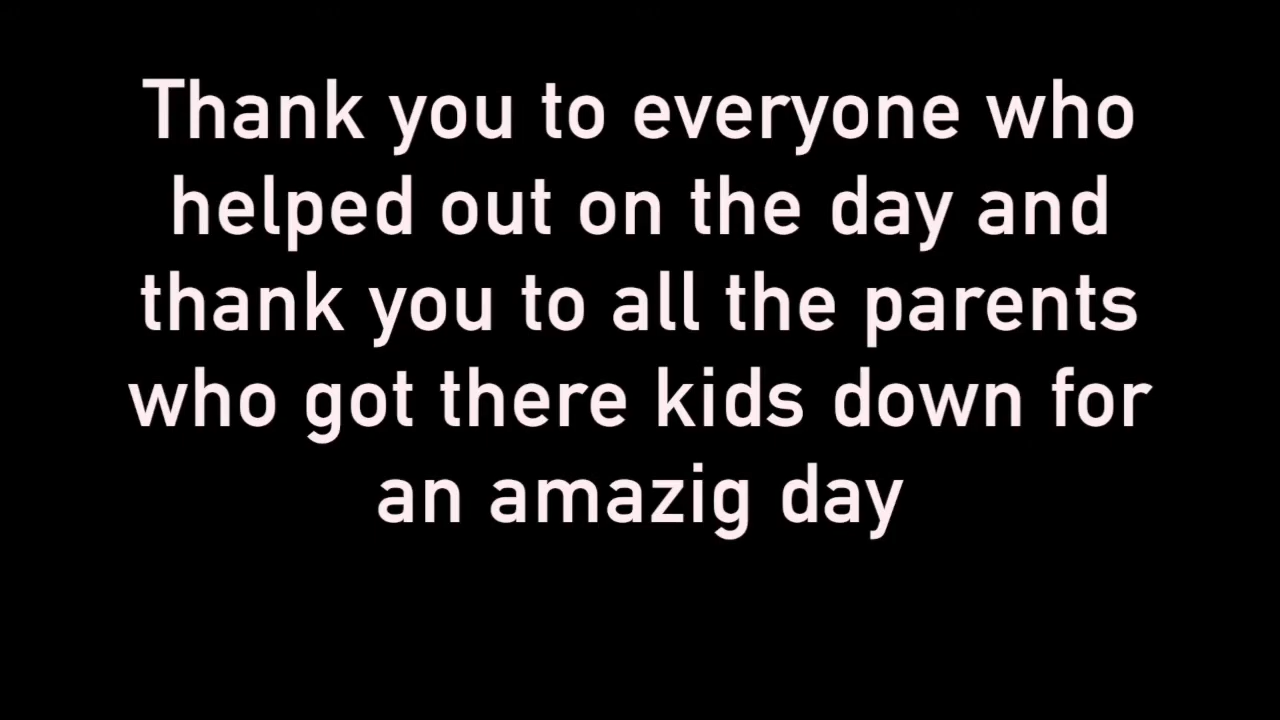 Thank you to everyone who
helped out on the day and
thank you to all the parents
who got there kids down for
an amazig day